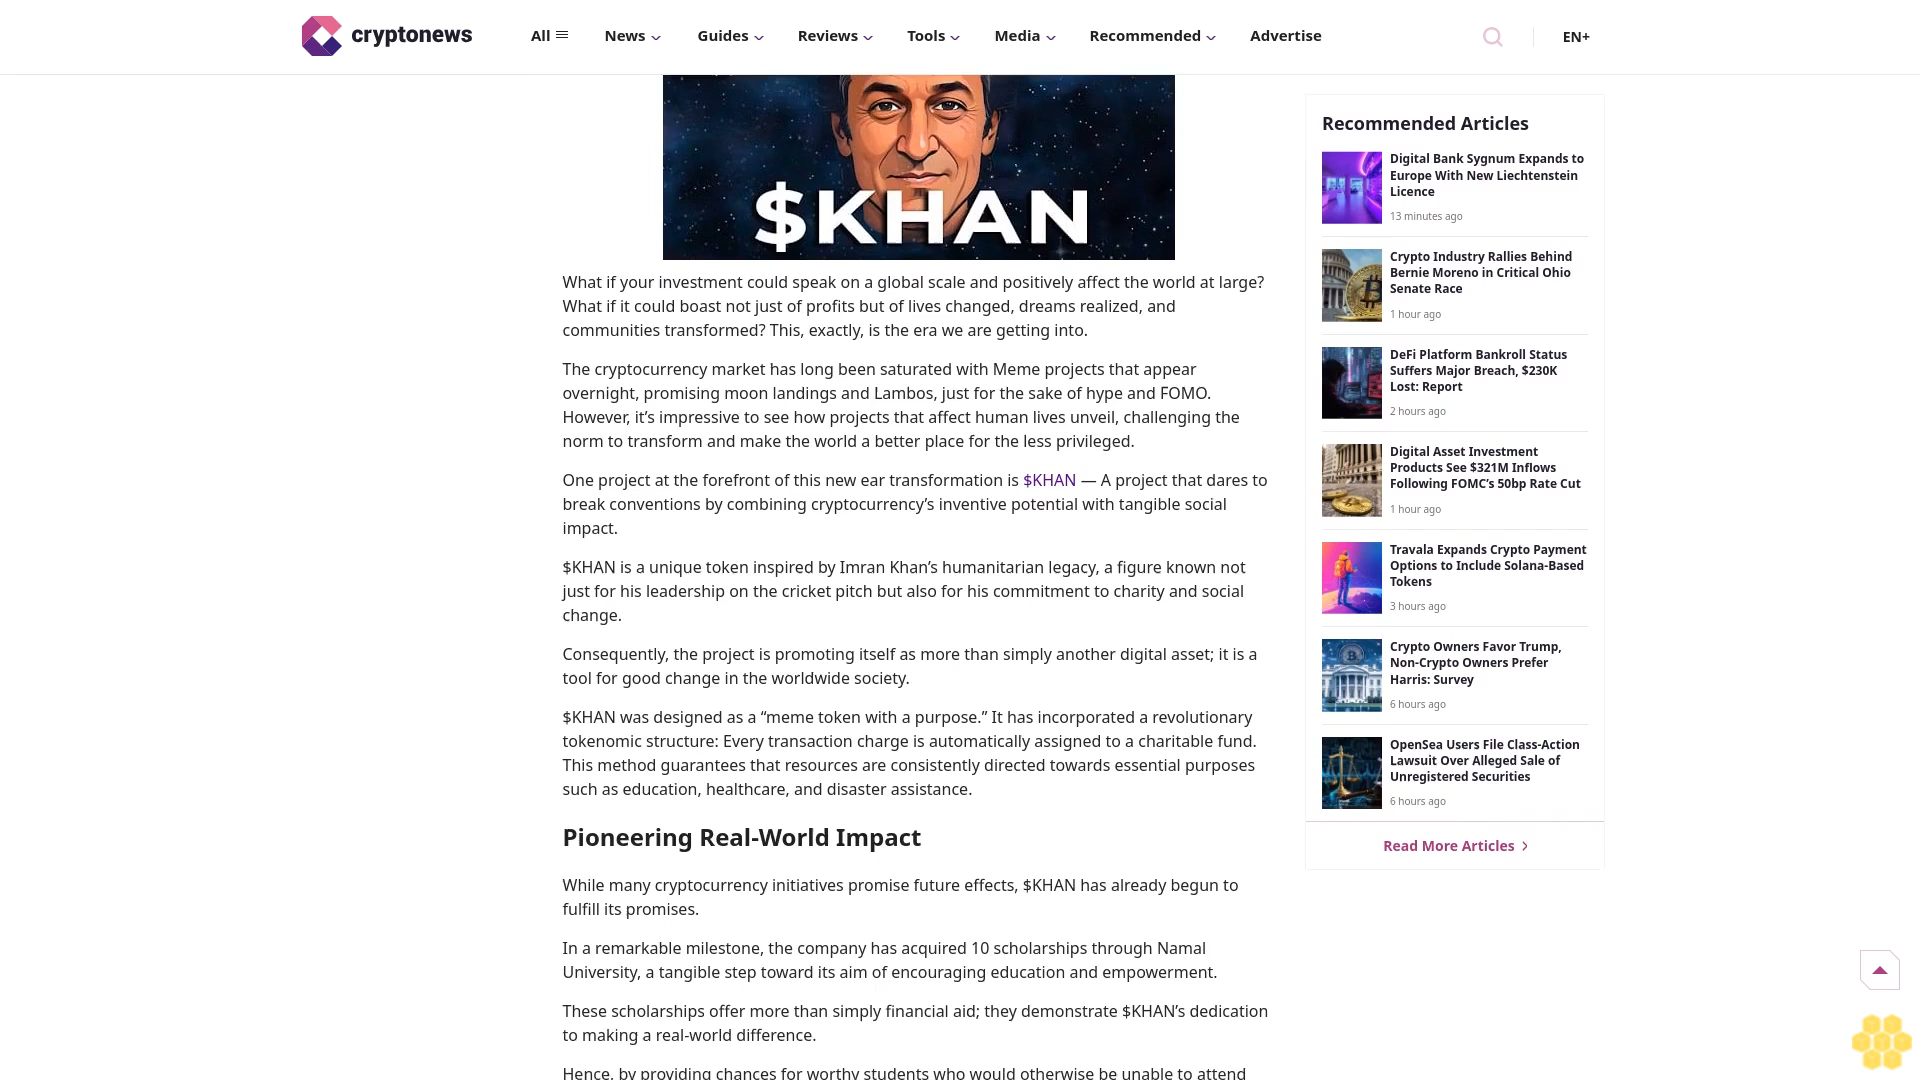 cryptonews
All
News
Guides
Reviews
Tools
Media
Recommended
Advertise
EN+
$KHAN
What if your investment could speak on a global scale and positively affect the world at large?
What if it could boast not just of profits but of lives changed, dreams realized, and
communities transformed? This, exactly, is the era we are getting into.
The cryptocurrency market has long been saturated with Meme projects that appear
overnight, promising moon landings and Lambos, just for the sake of hype and FOMO.
However, it’s impressive to see how projects that affect human lives unveil, challenging the
norm to transform and make the world a better place for the less privileged.
One project at the forefront of this new ear transformation is $KHAN — A project that dares to
break conventions by combining cryptocurrency’s inventive potential with tangible social
impact.
$KHAN is a unique token inspired by Imran Khan’s humanitarian legacy, a figure known not
just for his leadership on the cricket pitch but also for his commitment to charity and social
change.
Consequently, the project is promoting itself as more than simply another digital asset; it is a
tool for good change in the worldwide society.
$KHAN was designed as a “meme token with a purpose.” It has incorporated a revolutionary
tokenomic structure: Every transaction charge is automatically assigned to a charitable fund.
This method guarantees that resources are consistently directed towards essential purposes
such as education, healthcare, and disaster assistance.
Pioneering Real-World Impact
While many cryptocurrency initiatives promise future effects, $KHAN has already begun to
fulfill its promises.
In a remarkable milestone, the company has acquired 10 scholarships through Namal
University, a tangible step toward its aim of encouraging education and empowerment.
These scholarships offer more than simply financial aid; they demonstrate $KHAN’s dedication
to making a real-world difference.
Hence, by providing chances for worthy students who would otherwise be unable to attend
Recommended Articles
Digital Bank Sygnum Expands to
Europe With New Liechtenstein
Licence
13 minutes ago
Crypto Industry Rallies Behind
Bernie Moreno in Critical Ohio
Senate Race
1 hour ago
DeFi Platform Bankroll Status
Suffers Major Breach, $230K
Lost: Report
2 hours ago
Digital Asset Investment
Products See $321M Inflows
Following FOMC’s 50bp Rate Cut
1 hour ago
Travala Expands Crypto Payment
Options to Include Solana-Based
Tokens
3 hours ago
Crypto Owners Favor Trump,
Non-Crypto Owners Prefer
Harris: Survey
6 hours ago
OpenSea Users File Class-Action
Lawsuit Over Alleged Sale of
Unregistered Securities
6 hours ago
Read More Articles